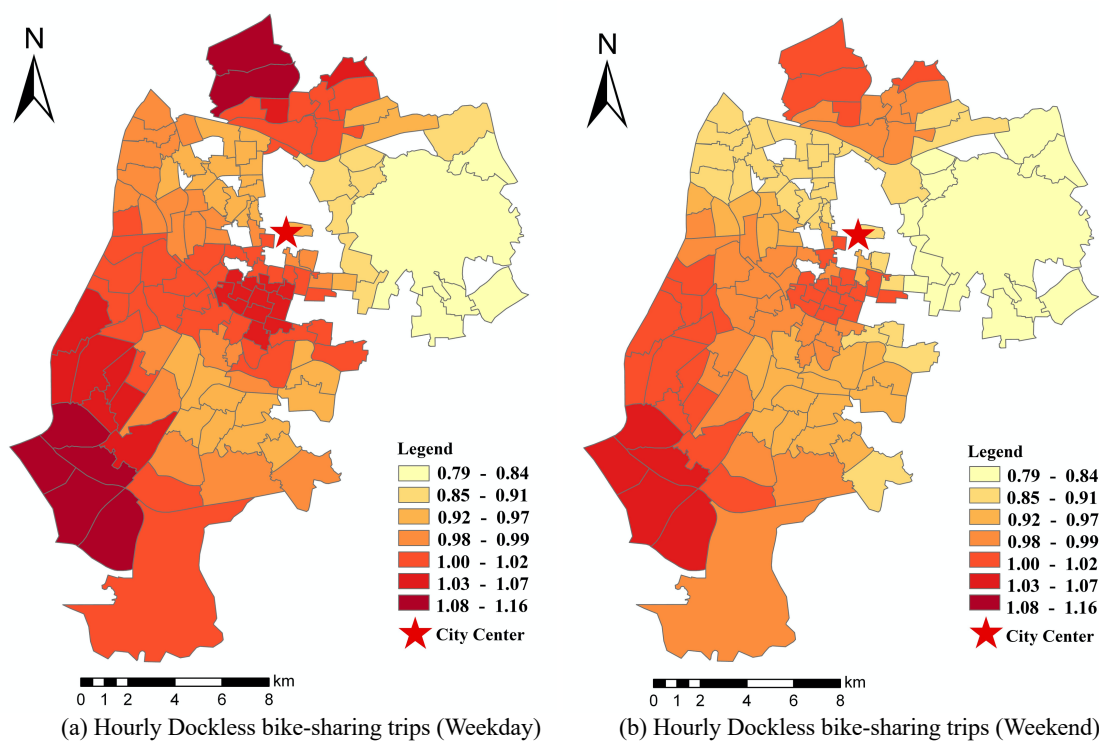 N
Legend
0.79 - 0.84
0.85 - 0.91
0.92 - 0.97
0.98 - 0.99
1.00 - 1.02
1.03 - 1.07
1.08 - 1.16
City Center
km
0 1 2 4 6 8
(a) Hourly Dockless bike-sharing trips (Weekday)
N
Legend
0.79 - 0.84
0.85 - 0.91
0.92 - 0.97
0.98 - 0.99
1.00 - 1.02
1.03 - 1.07
1.08 - 1.16
City Center
km
0 1 2 4 6 8
(b) Hourly Dockless bike-sharing trips (Weekend)